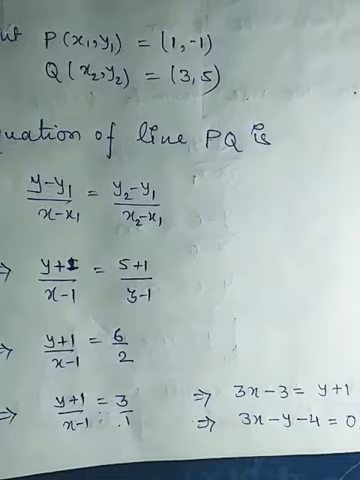 P(x₁,y₁) = (1,-1)
Q(x₂,y₂) = (3,5)
quation of line PQ is
y-y₁/x-x₁ = y₂-y₁/x₂-x₁
⇒ y+1/x-1 = 5+1/3-1
⇒ y+1/x-1 = 6/2
⇒ y+1/x-1 = 3/1 ⇒ 3x-3 = y+1
⇒ 3x-y-4=0